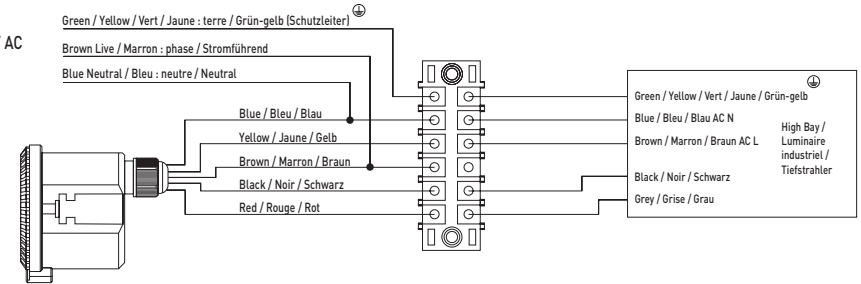 Green / Yellow / Vert / Jaune : terre / Grün-gelb (Schutzleiter)
/ AC
Brown Live / Marron : phase / Stromführend
Blue Neutral / Bleu : neutre / Neutral
Blue / Bleu / Blau
Yellow / Jaune / Gelb
Brown / Marron / Braun
Black / Noir / Schwarz
Red / Rouge / Rot
Green / Yellow / Vert / Jaune / Grün-gelb
Blue / Bleu / Blau AC N
Brown / Marron / Braun AC L
Black / Noir / Schwarz
Grey / Grise / Grau
High Bay /
Luminaire
industriel /
Tiefstrahler